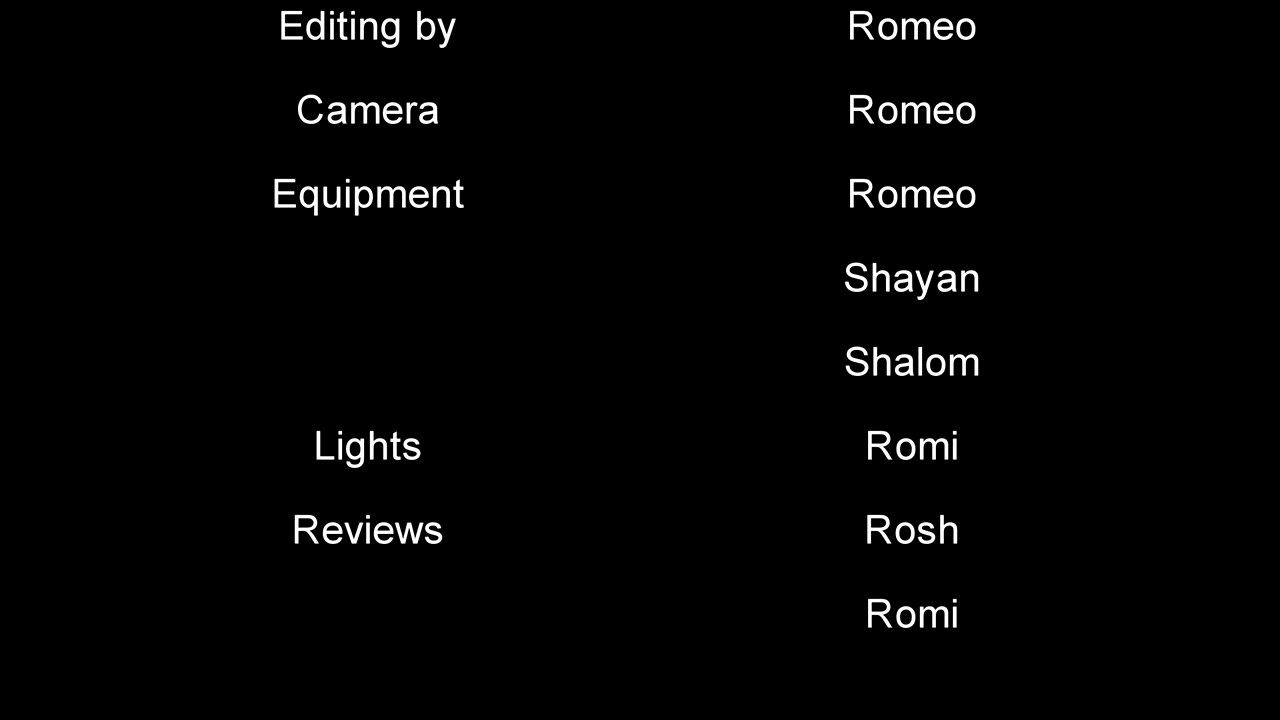 Editing by Romeo
Camera Romeo
Equipment Romeo
Shayan
Shalom
Lights Romi
Reviews Rosh
Romi